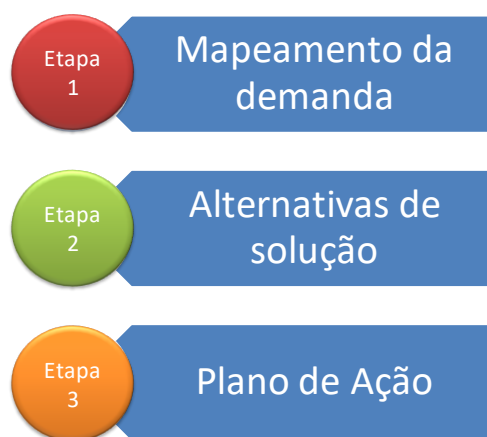 Etapa
1
Mapeamento da
demanda
Etapa
2
Alternativas de
solução
Etapa
3
Plano de Ação